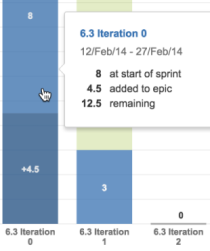 8
6.3 Iteration 0
12/Feb/14 - 27/Feb/14
8 at start of sprint
4.5 added to epic
12.5 remaining
+4.5
3
0
6.3 Iteration 0
6.3 Iteration 1
6.3 Iteration 2